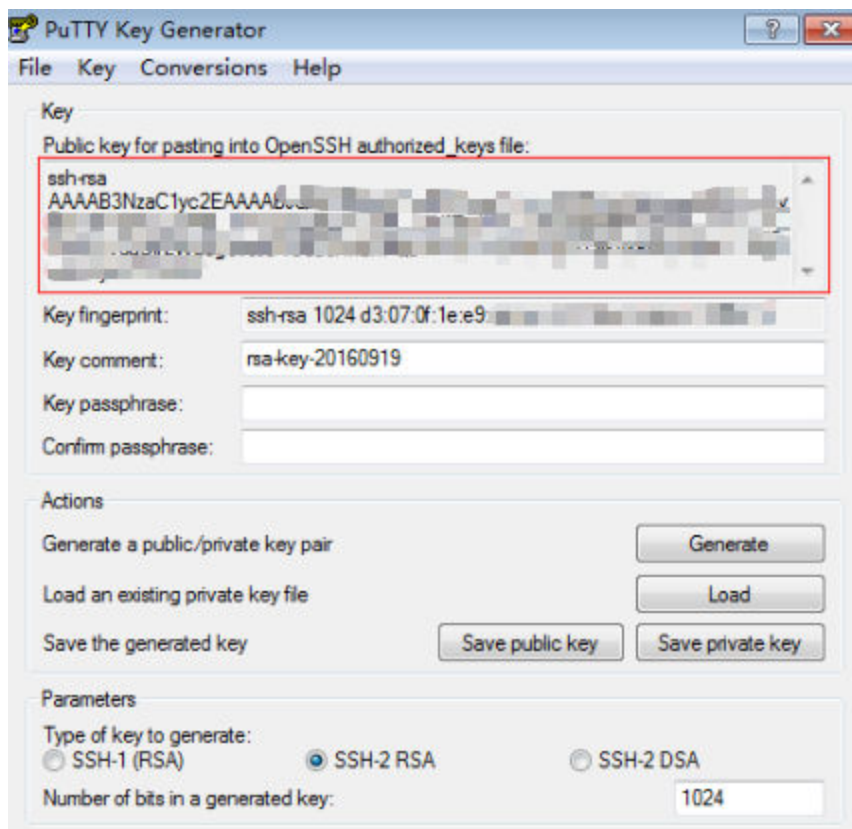 PuTTY Key Generator
File Key Conversions Help
Key
Public key for pasting into OpenSSH authorized_keys file:
ssh-rsa
AAAAB3NzaC1yc2EAAAAB
Key fingerprint: ssh-rsa 1024 d3:07:0f:1e:e9:
Key comment: rsa-key-20160919
Key passphrase:
Confirm passphrase:
Actions
Generate a public/private key pair Generate
Load an existing private key file Load
Save the generated key Save public key Save private key
Parameters
Type of key to generate:
SSH-1 (RSA) SSH-2 RSA SSH-2 DSA
Number of bits in a generated key: 1024